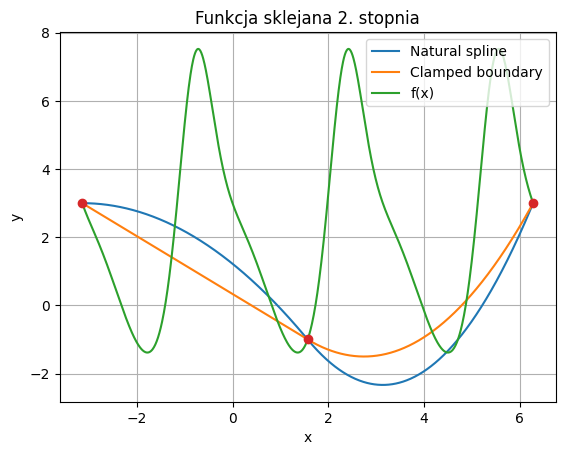 Funkcja sklejana 2. stopnia
Natural spline
Clamped boundary
f(x)
8
6
4
2
0
−2
y
−2
0
2
4
6
x